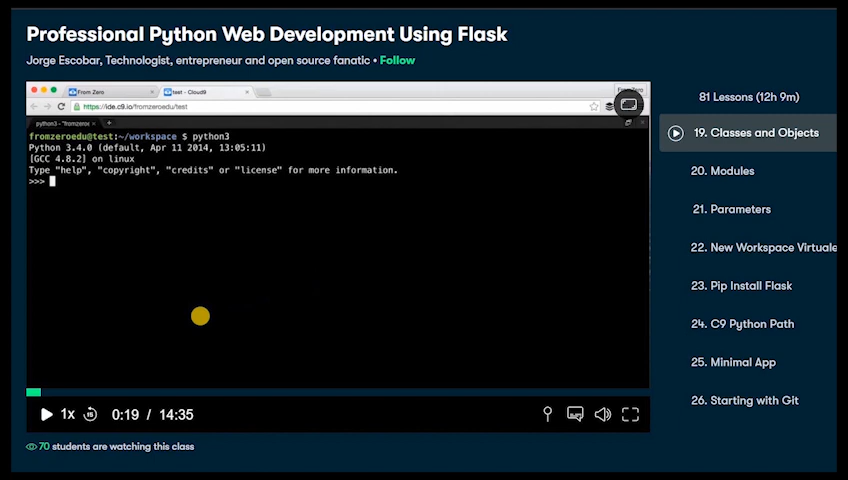 Professional Python Web Development Using Flask
Jorge Escobar, Technologist, entrepreneur and open source fanatic • Follow
From Zero
test - Cloud9
https://ide.c9.io/fromzeroedu/test
python3 - "fromzeroe
fromzeroedu@test:~/workspace $ python3
Python 3.4.0 (default, Apr 11 2014, 13:05:11)
[GCC 4.8.2] on linux
Type "help", "copyright", "credits" or "license" for more information.
>>>
1x 15 0:19 / 14:35
70 students are watching this class
81 Lessons (12h 9m)
19. Classes and Objects
20. Modules
21. Parameters
22. New Workspace Virtuale
23. Pip Install Flask
24. C9 Python Path
25. Minimal App
26. Starting with Git